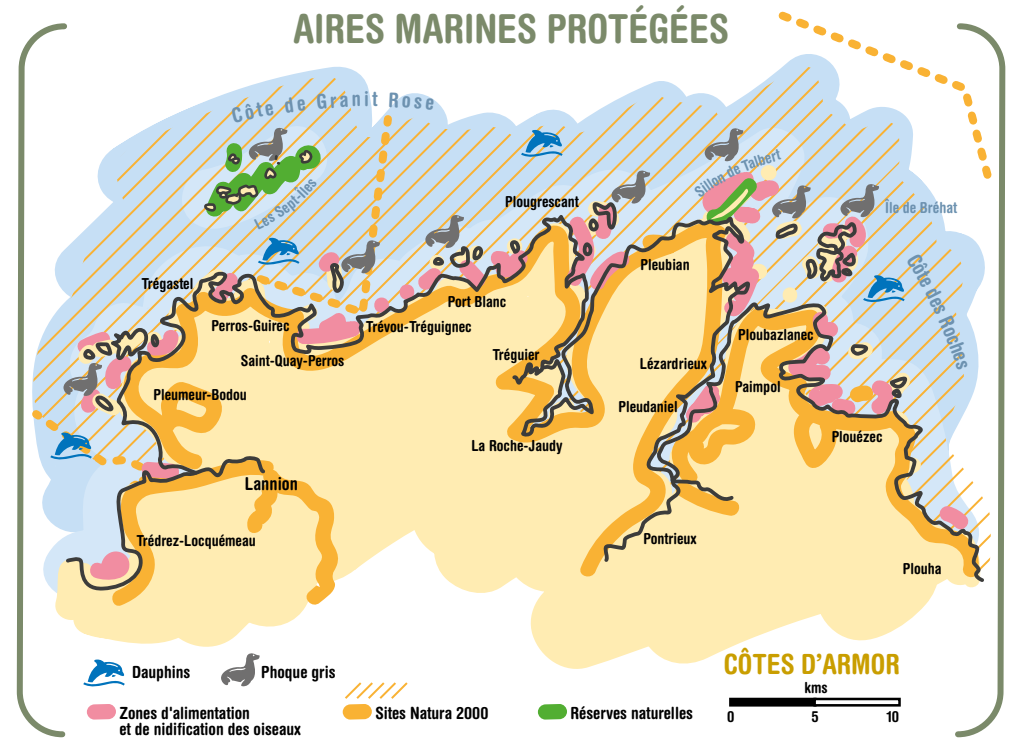 AIRES MARINES PROTÉGÉES
Côte de Granit Rose
Les Sept-Îles
Sillon de Talbert
Plougrescant
Île de Bréhat
Pleubian
Côte des Roches
Trégastel
Port Blanc
Perros-Guirec
Trévou-Tréguignec
Ploubazlanec
Saint-Quay-Perros
Tréguier
Lézardrieux
Pleumeur-Bodou
Paimpol
Pleudaniel
Plouézec
La Roche-Jaudy
Lannion
Trédrez-Locquémeau
Pontrieux
Plouha
Dauphins
Phoque gris
CÔTES D'ARMOR
kms
0 5 10
Zones d'alimentation
et de nidification des oiseaux
Sites Natura 2000
Réserves naturelles